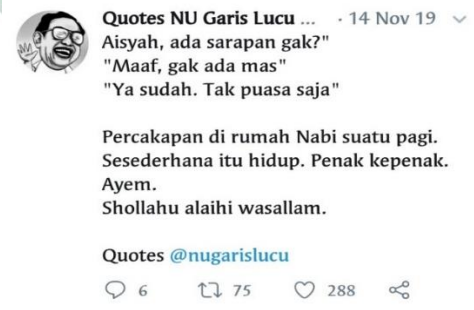 Quotes NU Garis Lucu ... · 14 Nov 19
Aisyah, ada sarapan gak?"
"Maaf, gak ada mas"
"Ya sudah. Tak puasa saja"
Percakapan di rumah Nabi suatu pagi.
Sesederhana itu hidup. Penak kepenak.
Ayem.
Shollahu alaihi wasallam.
Quotes @nugarislucu
6 75 288